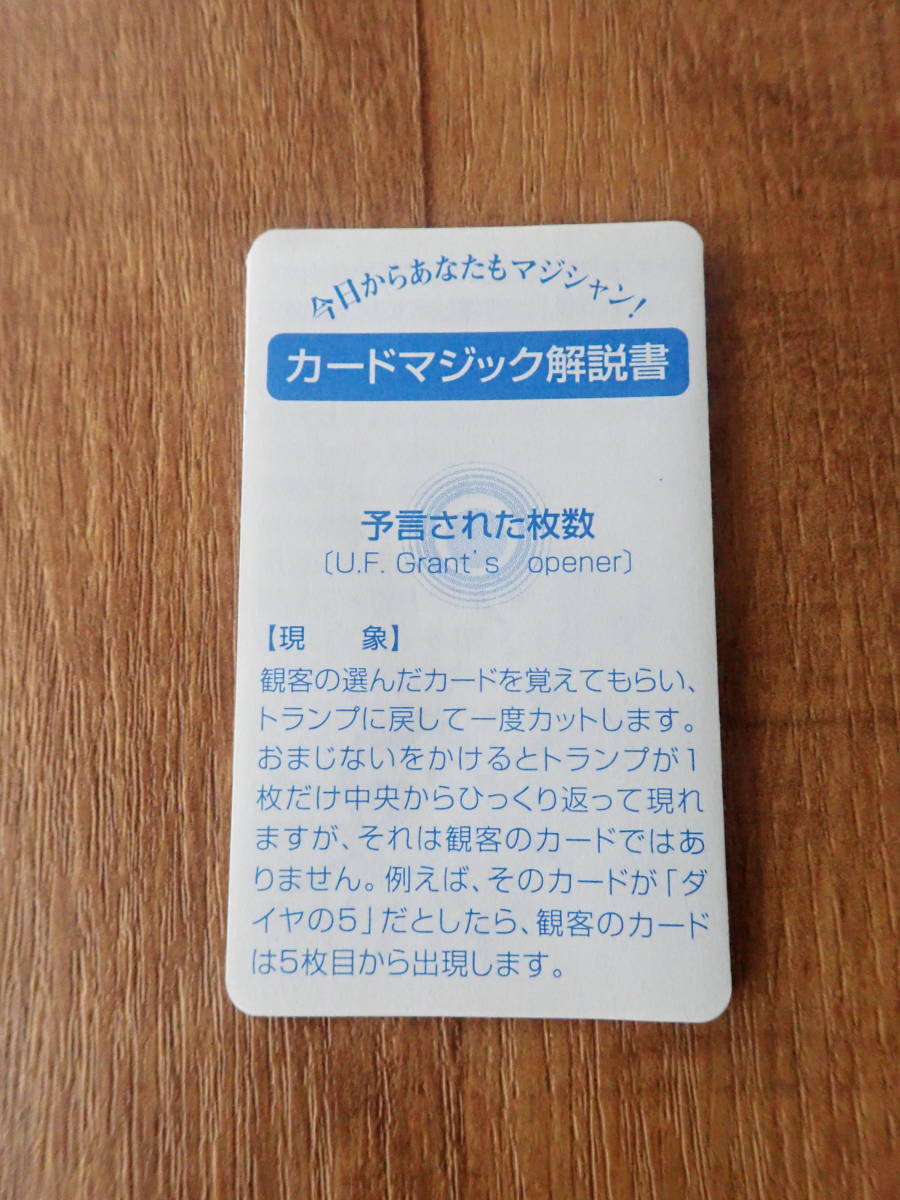 今日からあなたもマジシャン!
カードマジック解説書
予言された枚数
〔U.F. Grant's opener〕
【現　象】
観客の選んだカードを覚えてもらい、
トランプに戻して一度カットします。
おまじないをかけるとトランプが1
枚だけ中央からひっくり返って現れ
ますが、それは観客のカードではあ
りません。例えば、そのカードが「ダ
イヤの5」だとしたら、観客のカード
は5枚目から出現します。